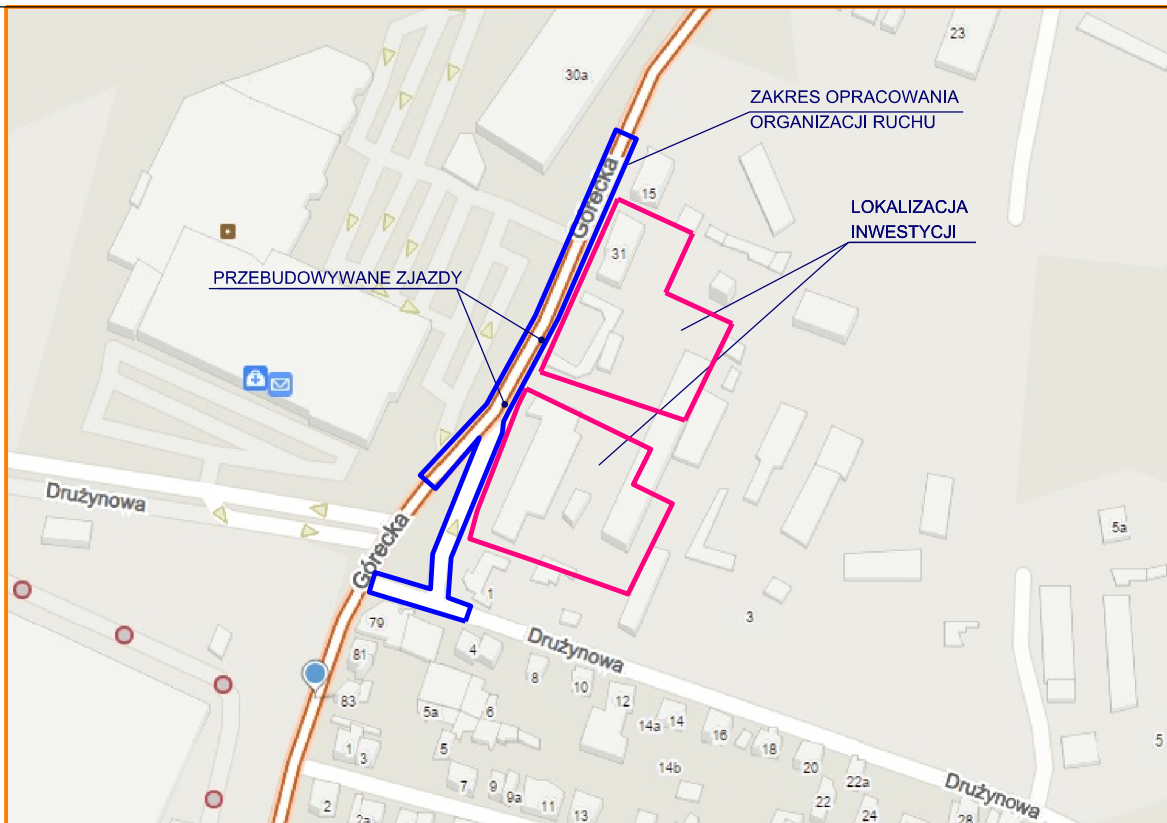 23
30a
ZAKRES OPRACOWANIA
ORGANIZACJI RUCHU
Górecka
15
LOKALIZACJA
INWESTYCJI
31
PRZEBUDOWYWANE ZJAZDY
Drużynowa
5a
Górecka
1
3
79
Drużynowa
4
81
8
10
83
12
5a
6
14a
14
16
1
3
5
18
5
14b
20
22a
7
9
9a
Drużynowa
2
2a
11
13
22
24
28